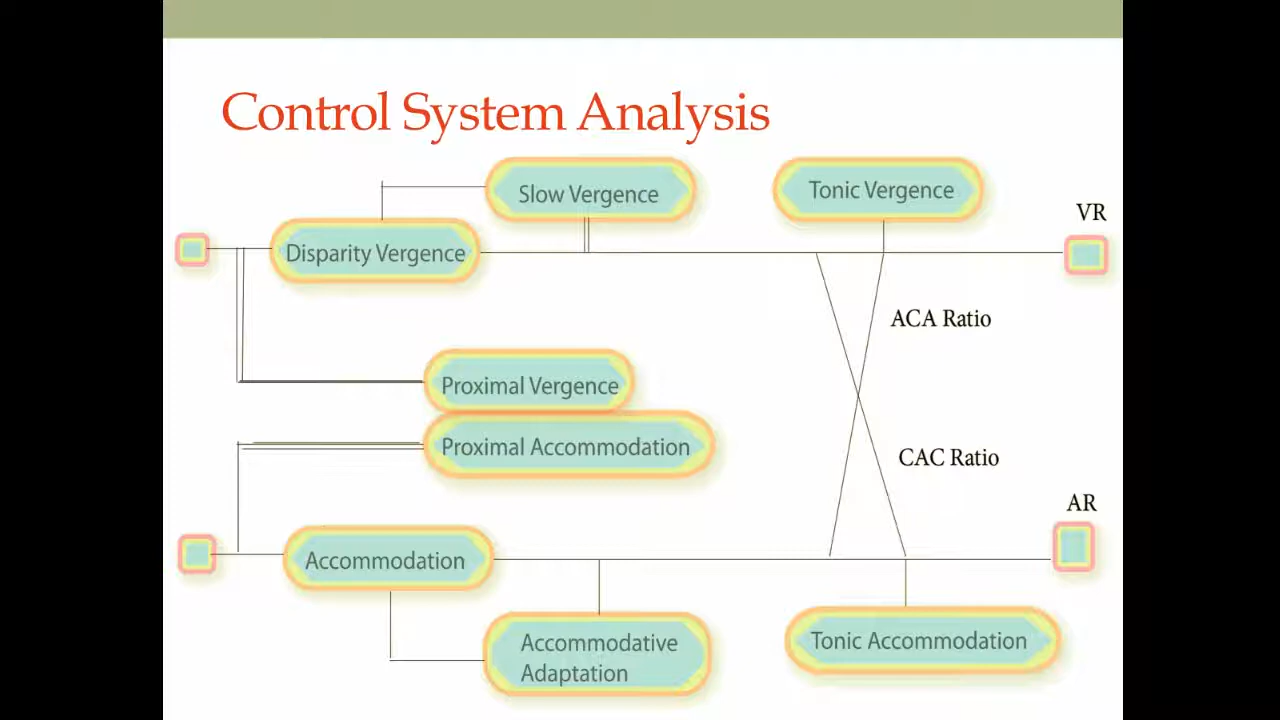 Control System Analysis
Slow Vergence
Tonic Vergence
VR
Disparity Vergence
ACA Ratio
Proximal Vergence
Proximal Accommodation
CAC Ratio
AR
Accommodation
Accommodative
Adaptation
Tonic Accommodation